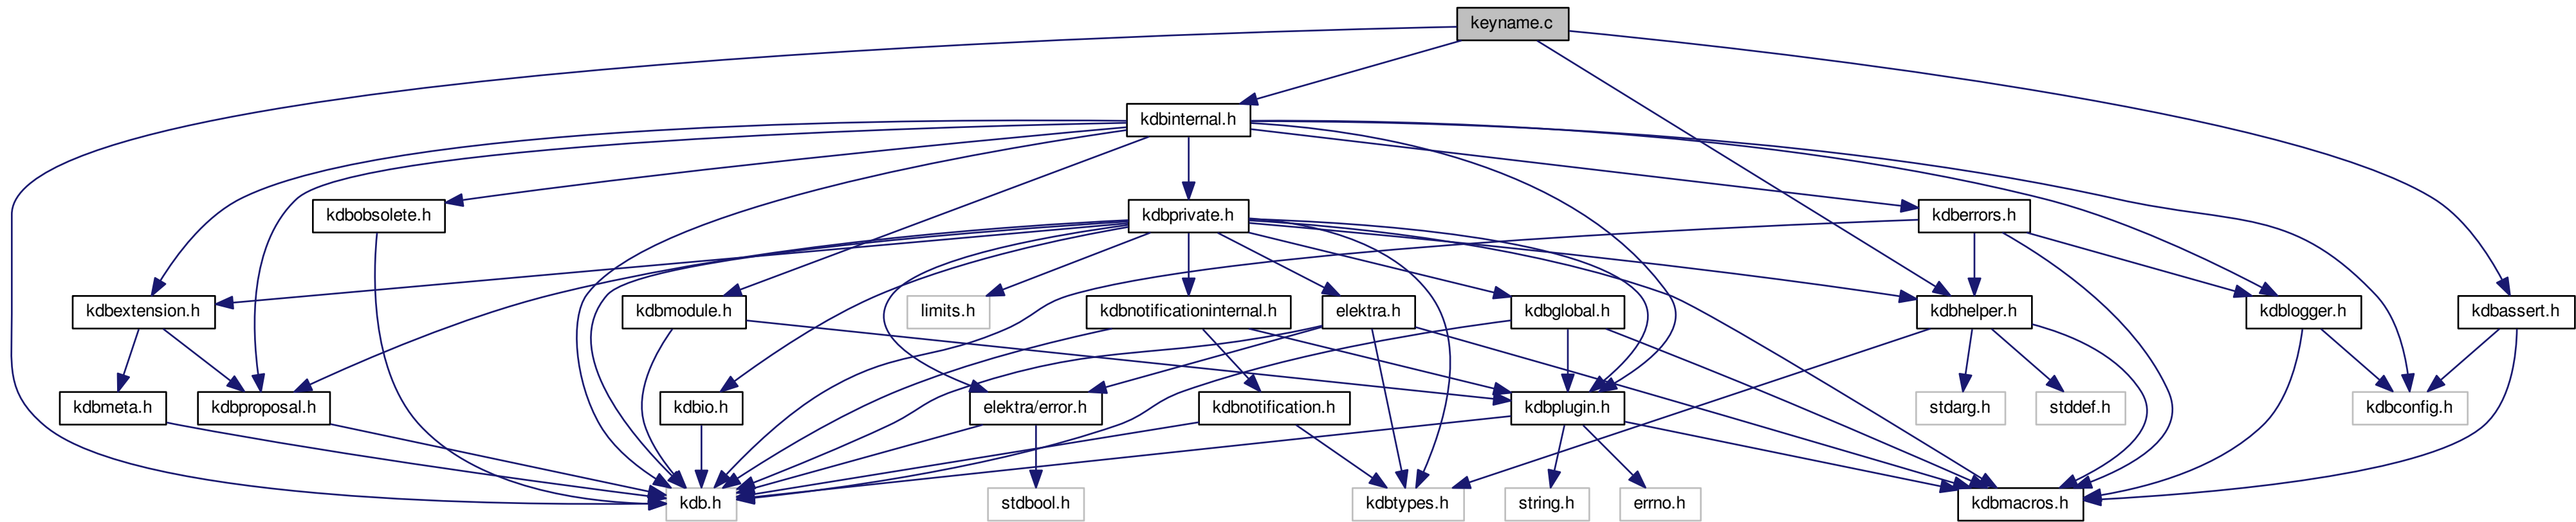 keyname.c
kdbinternal.h
kdbobsolete.h
kdbprivate.h
kdberrors.h
kdbextension.h
kdbmodule.h
limits.h
kdbnotificationinternal.h
elektra.h
kdbglobal.h
kdbhelper.h
kdblogger.h
kdbassert.h
kdbmeta.h
kdbproposal.h
kdbio.h
elektra/error.h
kdbnotification.h
kdbplugin.h
stdarg.h
stddef.h
kdbconfig.h
kdb.h
stdbool.h
kdbtypes.h
string.h
errno.h
kdbmacros.h